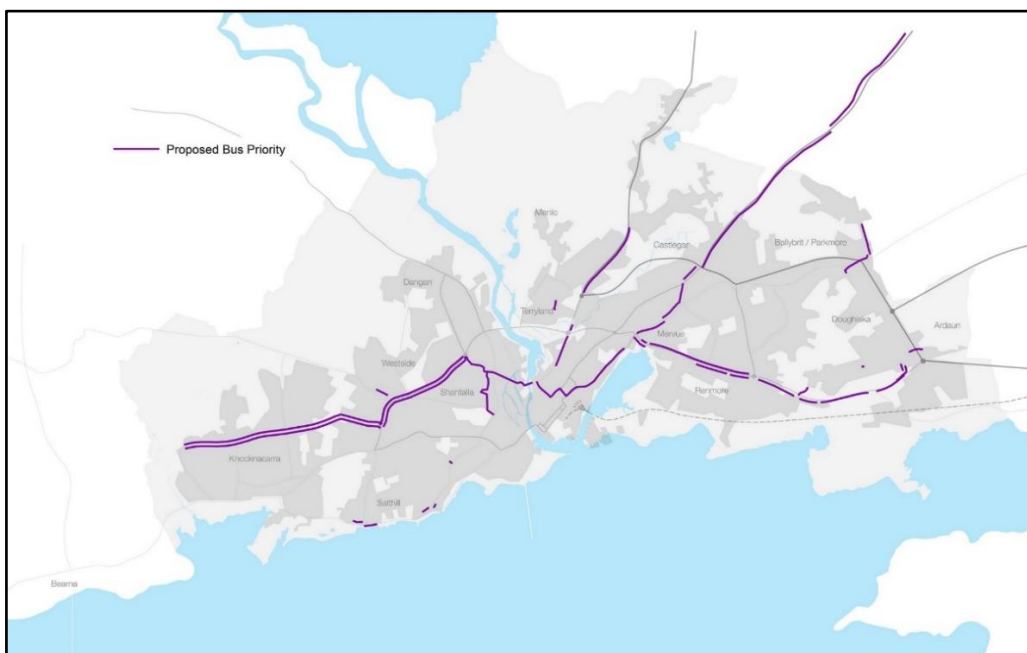 Proposed Bus Priority
Menlo
Castlegar
Ballybrit / Parkmore
Dangan
Terryland
Doughiska
Ardaun
Mervue
Westside
Shantalla
Renmore
Knocknacarra
Salthill
Bearna